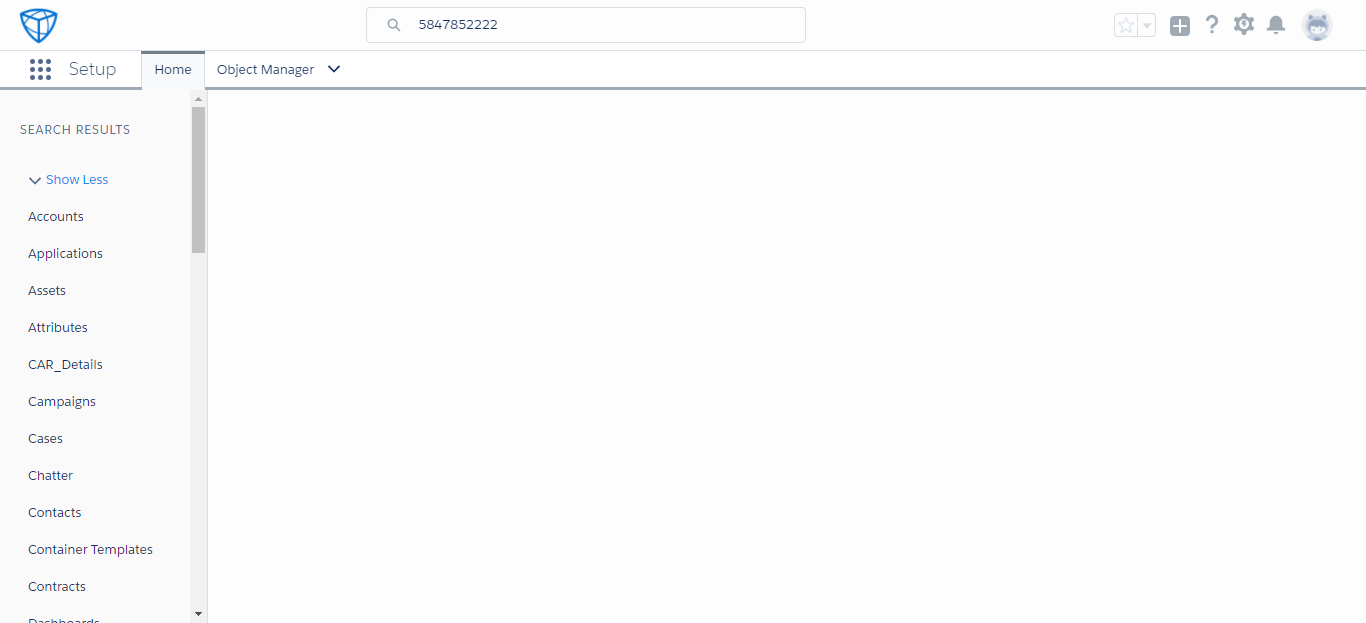 5847852222
Setup
Home
Object Manager
SEARCH RESULTS
Show Less
Accounts
Applications
Assets
Attributes
CAR_Details
Campaigns
Cases
Chatter
Contacts
Container Templates
Contracts
Dashboards